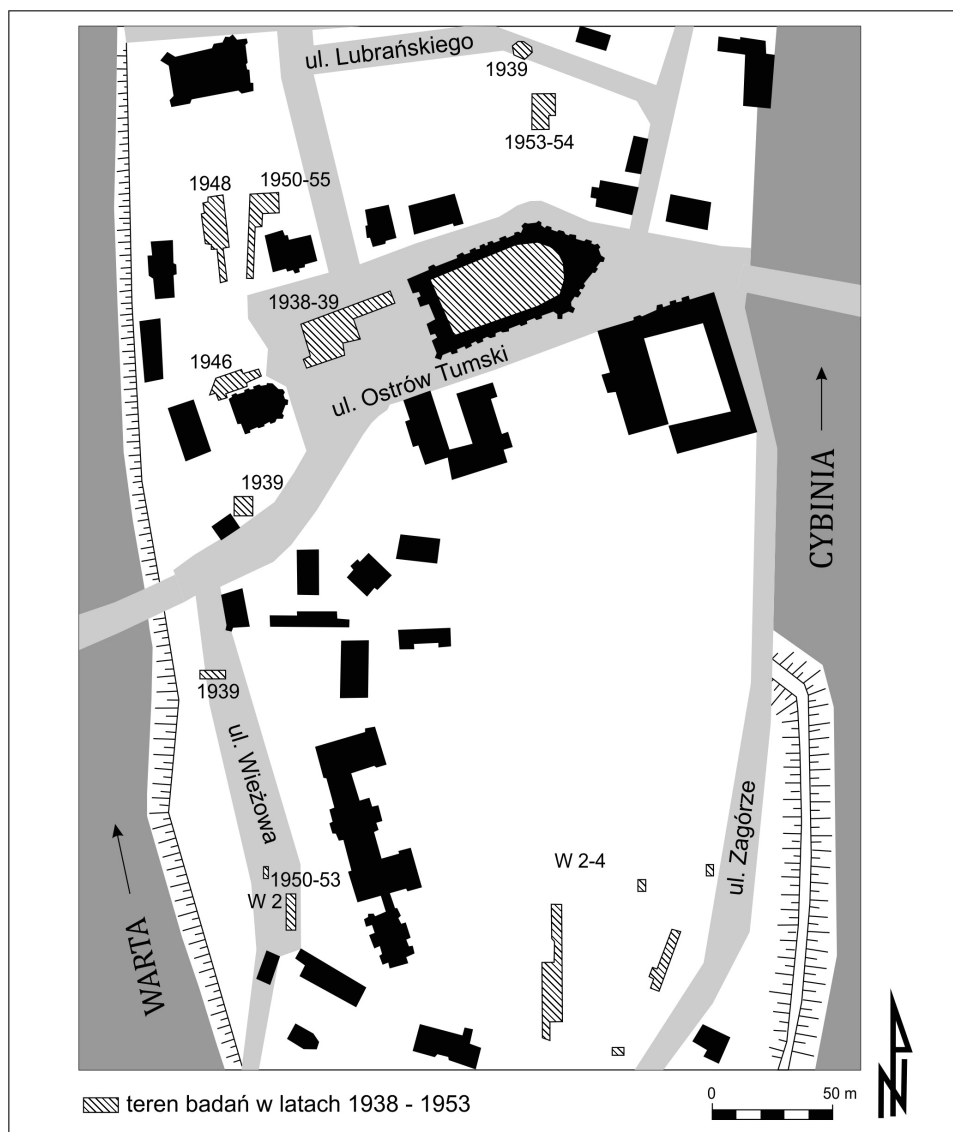 ul. Lubrańskiego
1939
1953-54
1948
1950-55
1938-39
1946
ul. Ostrów Tumski
1939
CYBINIA
1939
ul. Wieżowa
1950-53
W 2
W 2-4
ul. Zagórze
WARTA
PN
0 50 m
teren badań w latach 1938 - 1953